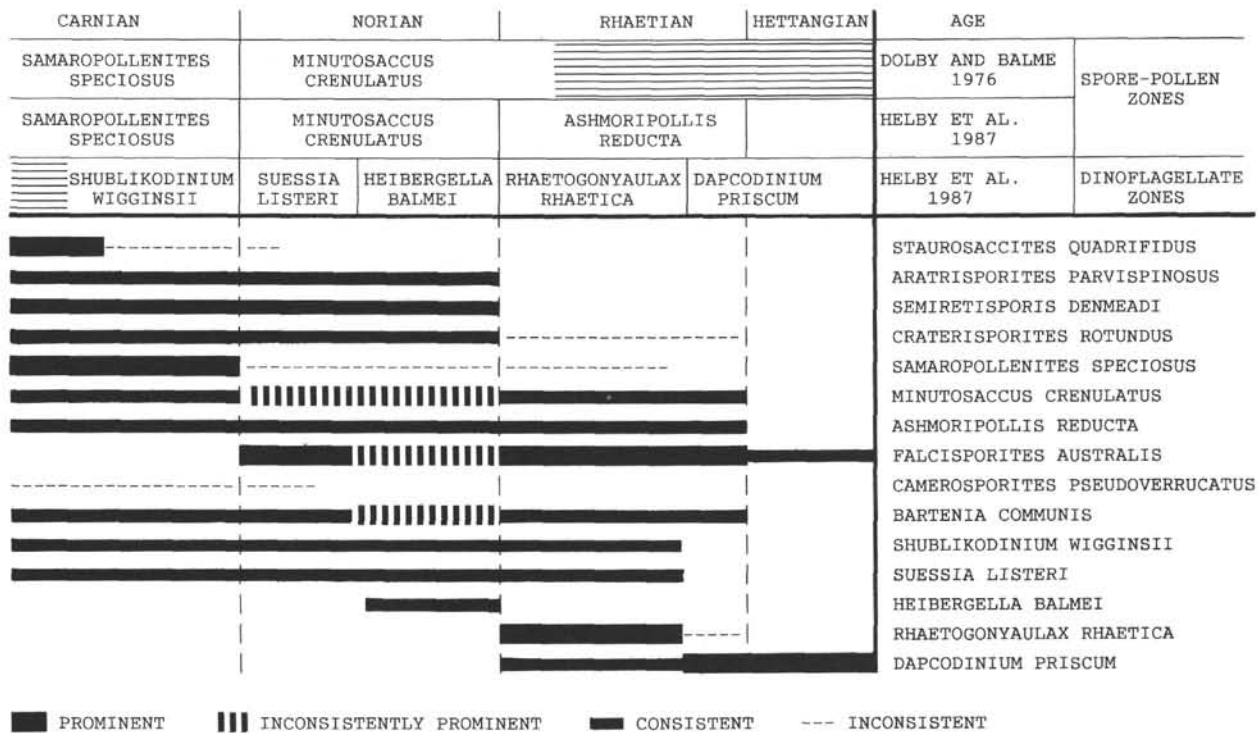 CARNIAN NORIAN RHAETIAN HETTANGIAN AGE
SAMAROPOLLENITES
SPECIOSUS
MINUTOSACCUS
CRENULATUS
DOLBY AND BALME
1976
SPORE-POLLEN
ZONES
SAMAROPOLLENITES
SPECIOSUS
MINUTOSACCUS
CRENULATUS
ASHMORIPOLLIS
REDUCTA
HELBY ET AL.
1987
SHUBLIKODINIUM
WIGGINSII
SUESSIA
LISTERI
HEIBERGELLA
BALMEI
RHAETOGONYAULAX
RHAETICA
DAPCODINIUM
PRISCUM
HELBY ET AL.
1987
DINOFLAGELLATE
ZONES
STAUROSACCITES QUADRIFIDUS
ARATRISPORITES PARVISPINOSUS
SEMIRETISPORIS DENMEADI
CRATERISPORITES ROTUNDUS
SAMAROPOLLENITES SPECIOSUS
MINUTOSACCUS CRENULATUS
ASHMORIPOLLIS REDUCTA
FALCISPORITES AUSTRALIS
CAMEROSPORITES PSEUDOVERRUCATUS
BARTENIA COMMUNIS
SHUBLIKODINIUM WIGGINSII
SUESSIA LISTERI
HEIBERGELLA BALMEI
RHAETOGONYAULAX RHAETICA
DAPCODINIUM PRISCUM
PROMINENT INCONSISTENTLY PROMINENT CONSISTENT INCONSISTENT